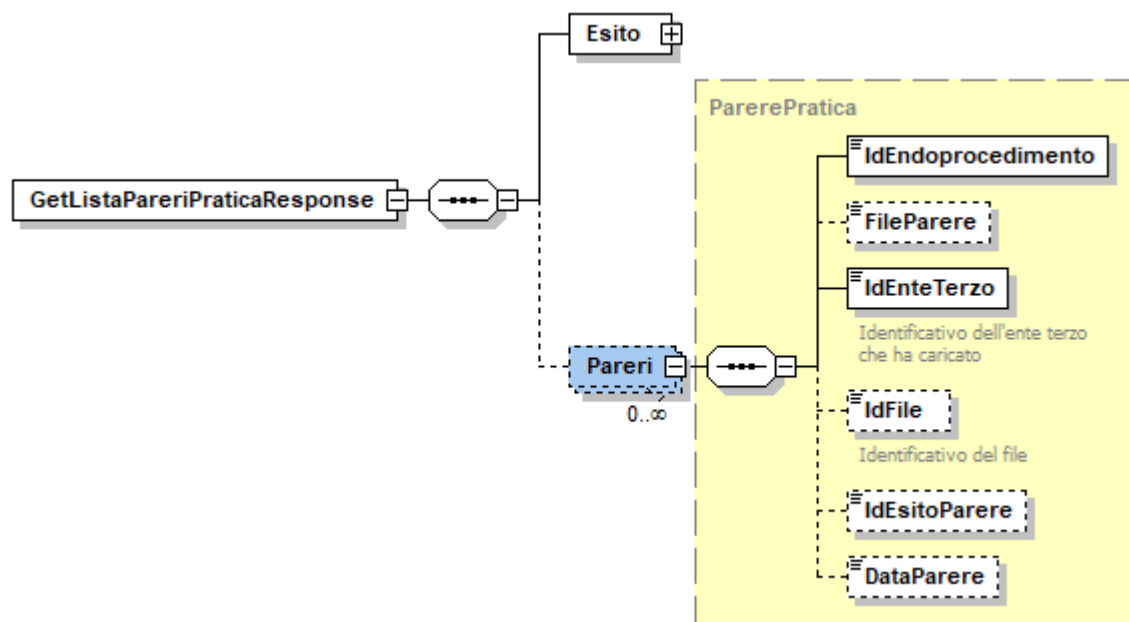 Esito
ParerePratica
IdEndoprocedimento
GetListaPareriPraticaResponse
FileParere
IdEnteTerzo
Identificativo dell'ente terzo
che ha caricato
Pareri
0..∞
IdFile
Identificativo del file
IdEsitoParere
DataParere